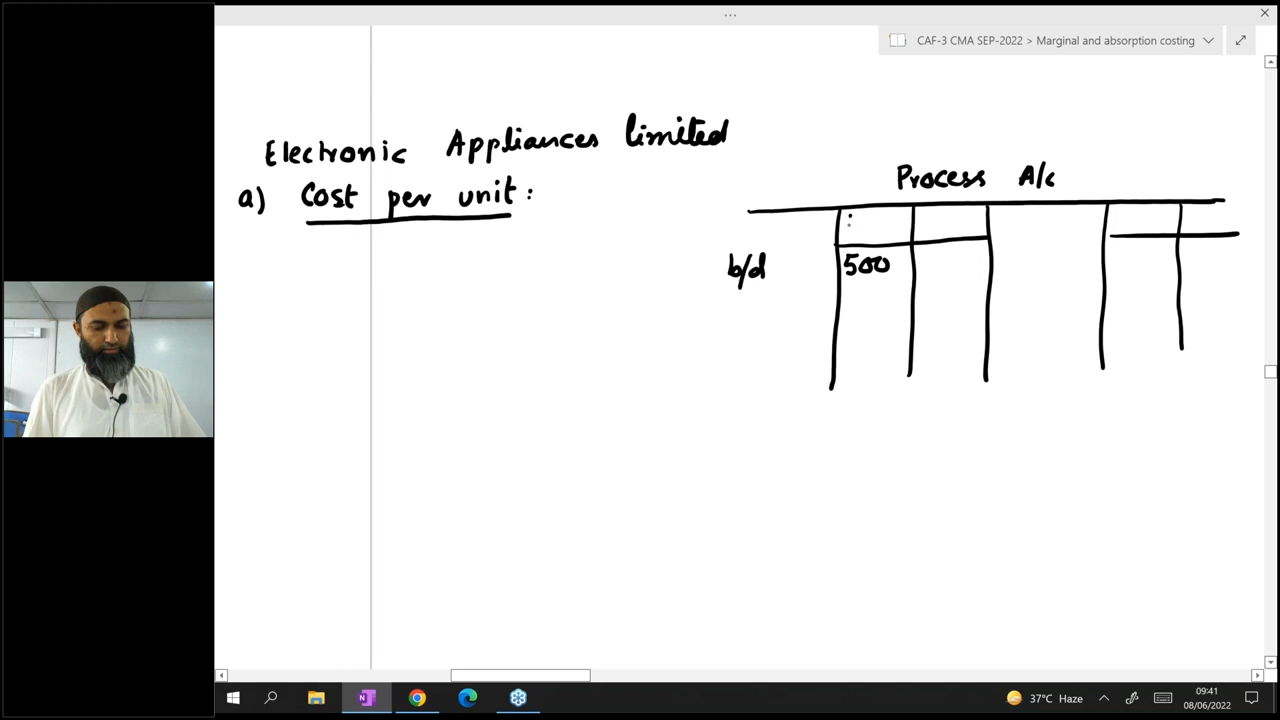 CAF-3 CMA SEP-2022 > Marginal and absorption costing
Electronic Appliances limited
a) Cost per unit :
Process A/c
b/d 500
37°C Haze
09:41
08/06/2022